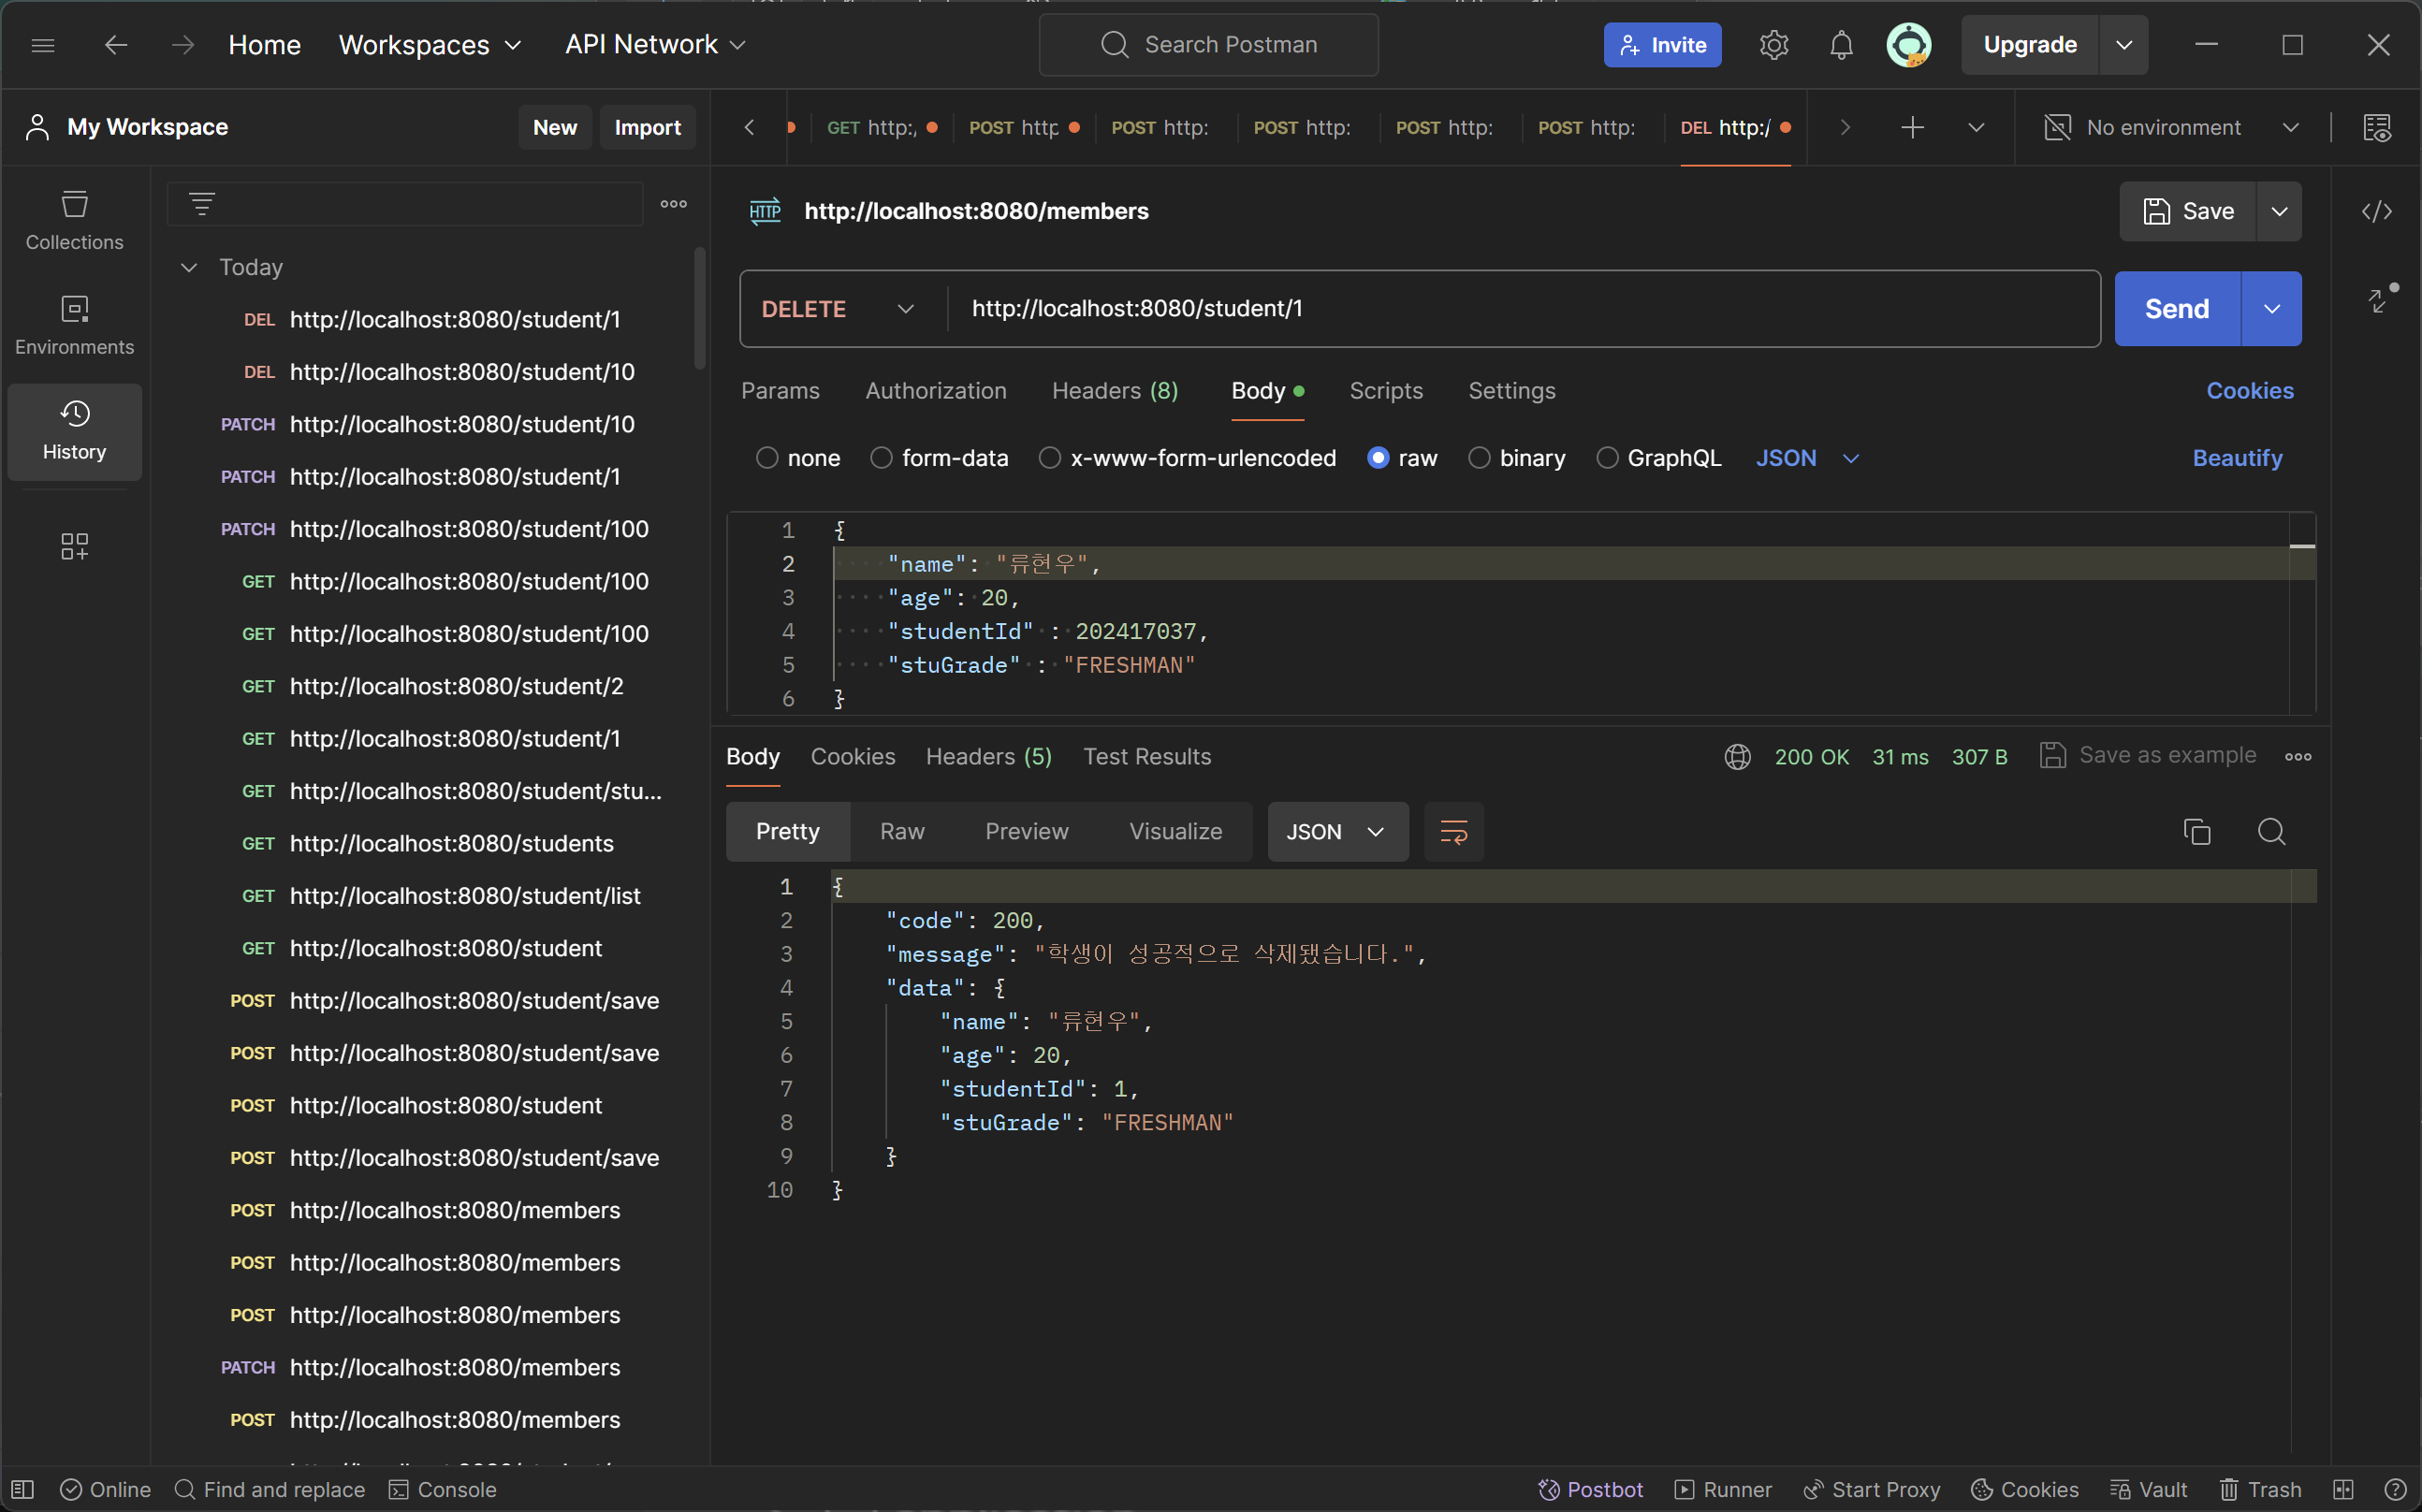 Home Workspaces API Network Search Postman Invite Upgrade
My Workspace New Import GET http:/ POST http POST http: POST http: POST http: POST http: DEL http:/ No environment
Collections
Environments
History
Today
DEL http://localhost:8080/student/1
DEL http://localhost:8080/student/10
PATCH http://localhost:8080/student/10
PATCH http://localhost:8080/student/1
PATCH http://localhost:8080/student/100
GET http://localhost:8080/student/100
GET http://localhost:8080/student/100
GET http://localhost:8080/student/2
GET http://localhost:8080/student/1
GET http://localhost:8080/student/stu...
GET http://localhost:8080/students
GET http://localhost:8080/student/list
GET http://localhost:8080/student
POST http://localhost:8080/student/save
POST http://localhost:8080/student/save
POST http://localhost:8080/student
POST http://localhost:8080/student/save
POST http://localhost:8080/members
POST http://localhost:8080/members
POST http://localhost:8080/members
PATCH http://localhost:8080/members
POST http://localhost:8080/members
HTTP http://localhost:8080/members Save
DELETE http://localhost:8080/student/1 Send
Params Authorization Headers (8) Body Scripts Settings Cookies
none form-data x-www-form-urlencoded raw binary GraphQL JSON Beautify
1 {
2 "name": "류현우",
3 "age": 20,
4 "studentId" : 202417037,
5 "stuGrade" : "FRESHMAN"
6 }
Body Cookies Headers (5) Test Results 200 OK 31 ms 307 B Save as example
Pretty Raw Preview Visualize JSON
1 {
2 "code": 200,
3 "message": "학생이 성공적으로 삭제됐습니다.",
4 "data": {
5 "name": "류현우",
6 "age": 20,
7 "studentId": 1,
8 "stuGrade": "FRESHMAN"
9 }
10 }
Online Find and replace Console Postbot Runner Start Proxy Cookies Vault Trash